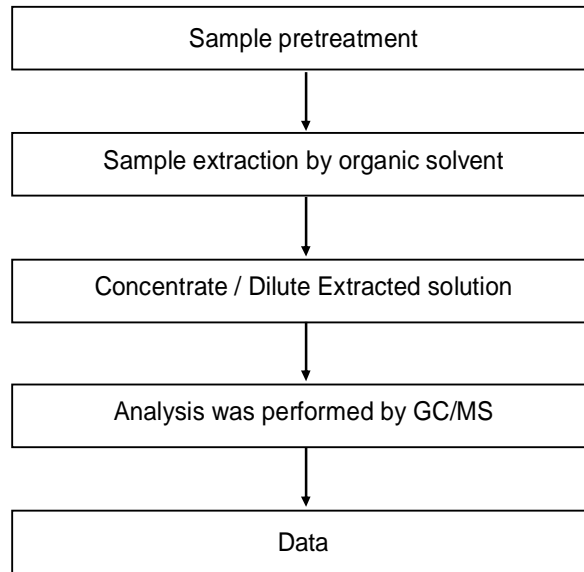 Sample pretreatment
Sample extraction by organic solvent
Concentrate / Dilute Extracted solution
Analysis was performed by GC/MS
Data